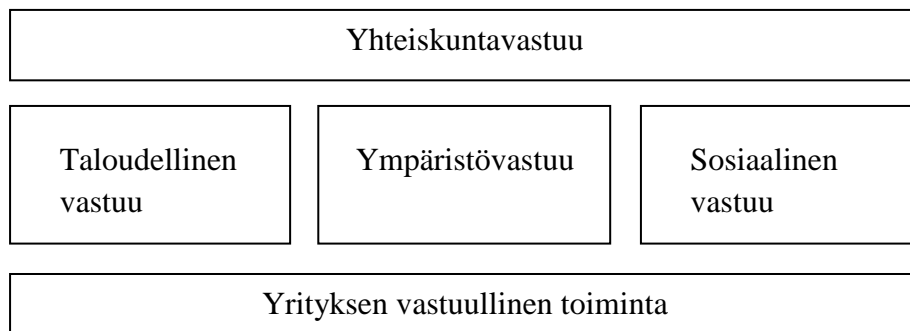 Yhteiskuntavastuu
Taloudellinen
vastuu
Ympäristövastuu
Sosiaalinen
vastuu
Yrityksen vastuullinen toiminta